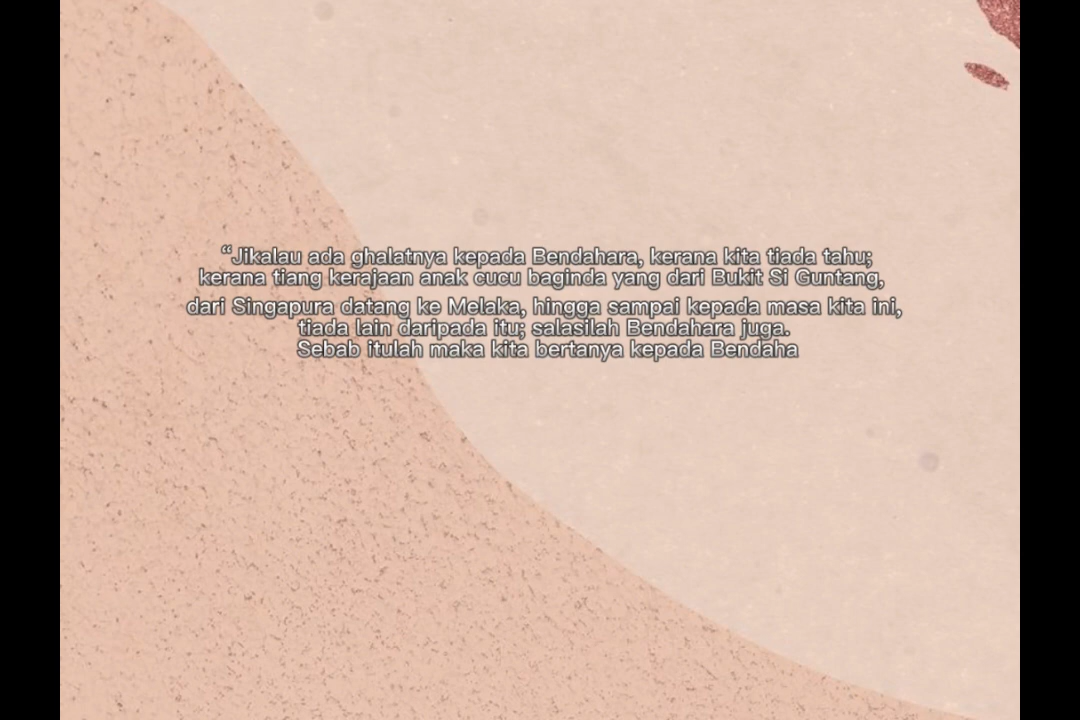 “Jikalau ada ghalatnya kepada Bendahara, kerana kita tiada tahu;
kerana tiang kerajaan anak cucu baginda yang dari Bukit Si Guntang,
dari Singapura datang ke Melaka, hingga sampai kepada masa kita ini,
tiada lain daripada itu; salasilah Bendahara juga.
Sebab itulah maka kita bertanya kepada Bendaha